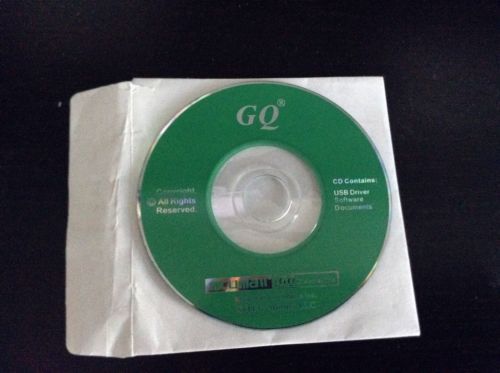 GQ®
CD Contains:
USB Driver
Software
Documents
Copyright
© All Rights
Reserved.